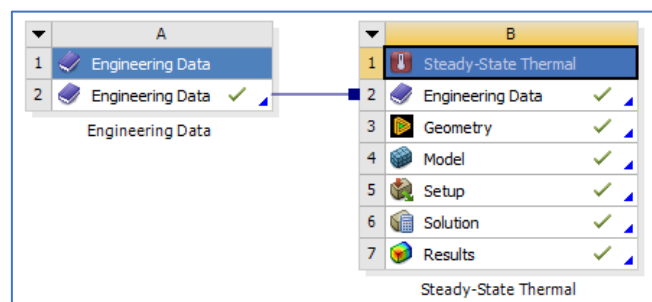 A
1 Engineering Data
2 Engineering Data
Engineering Data
B
1 Steady-State Thermal
2 Engineering Data
3 Geometry
4 Model
5 Setup
6 Solution
7 Results
Steady-State Thermal